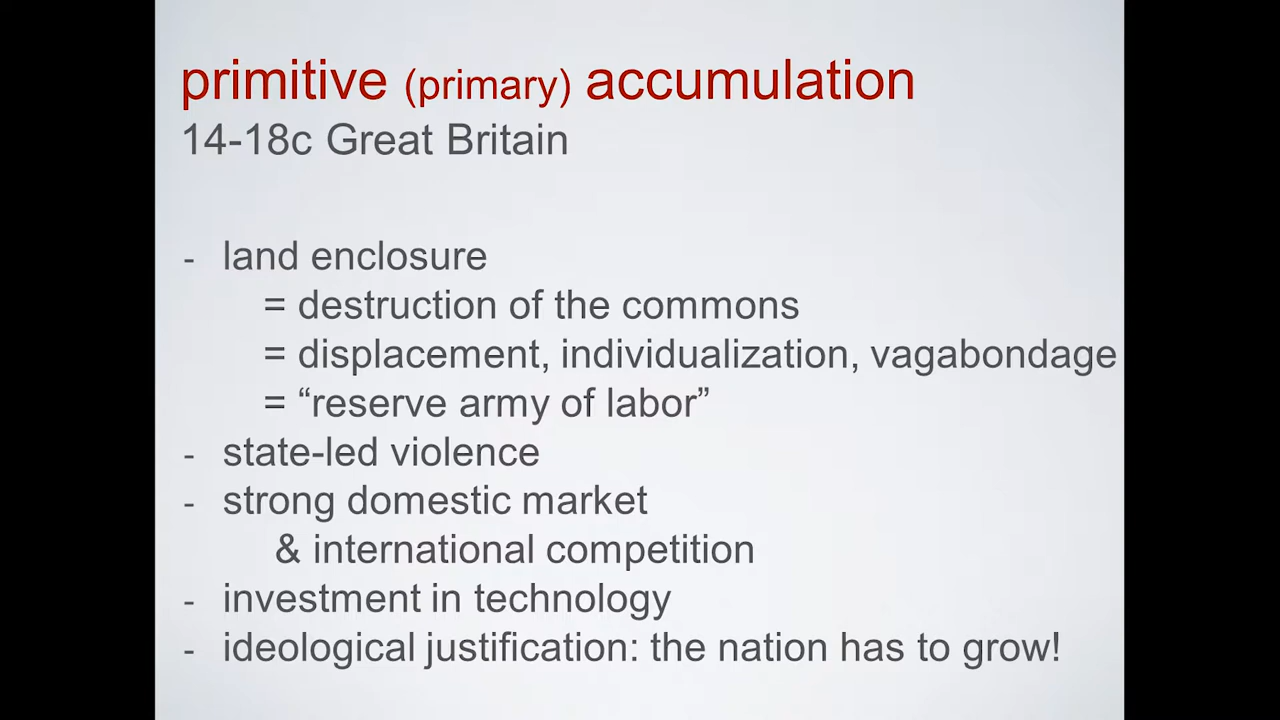 primitive (primary) accumulation
14-18c Great Britain
- land enclosure
= destruction of the commons
= displacement, individualization, vagabondage
= “reserve army of labor”
- state-led violence
- strong domestic market
& international competition
- investment in technology
- ideological justification: the nation has to grow!